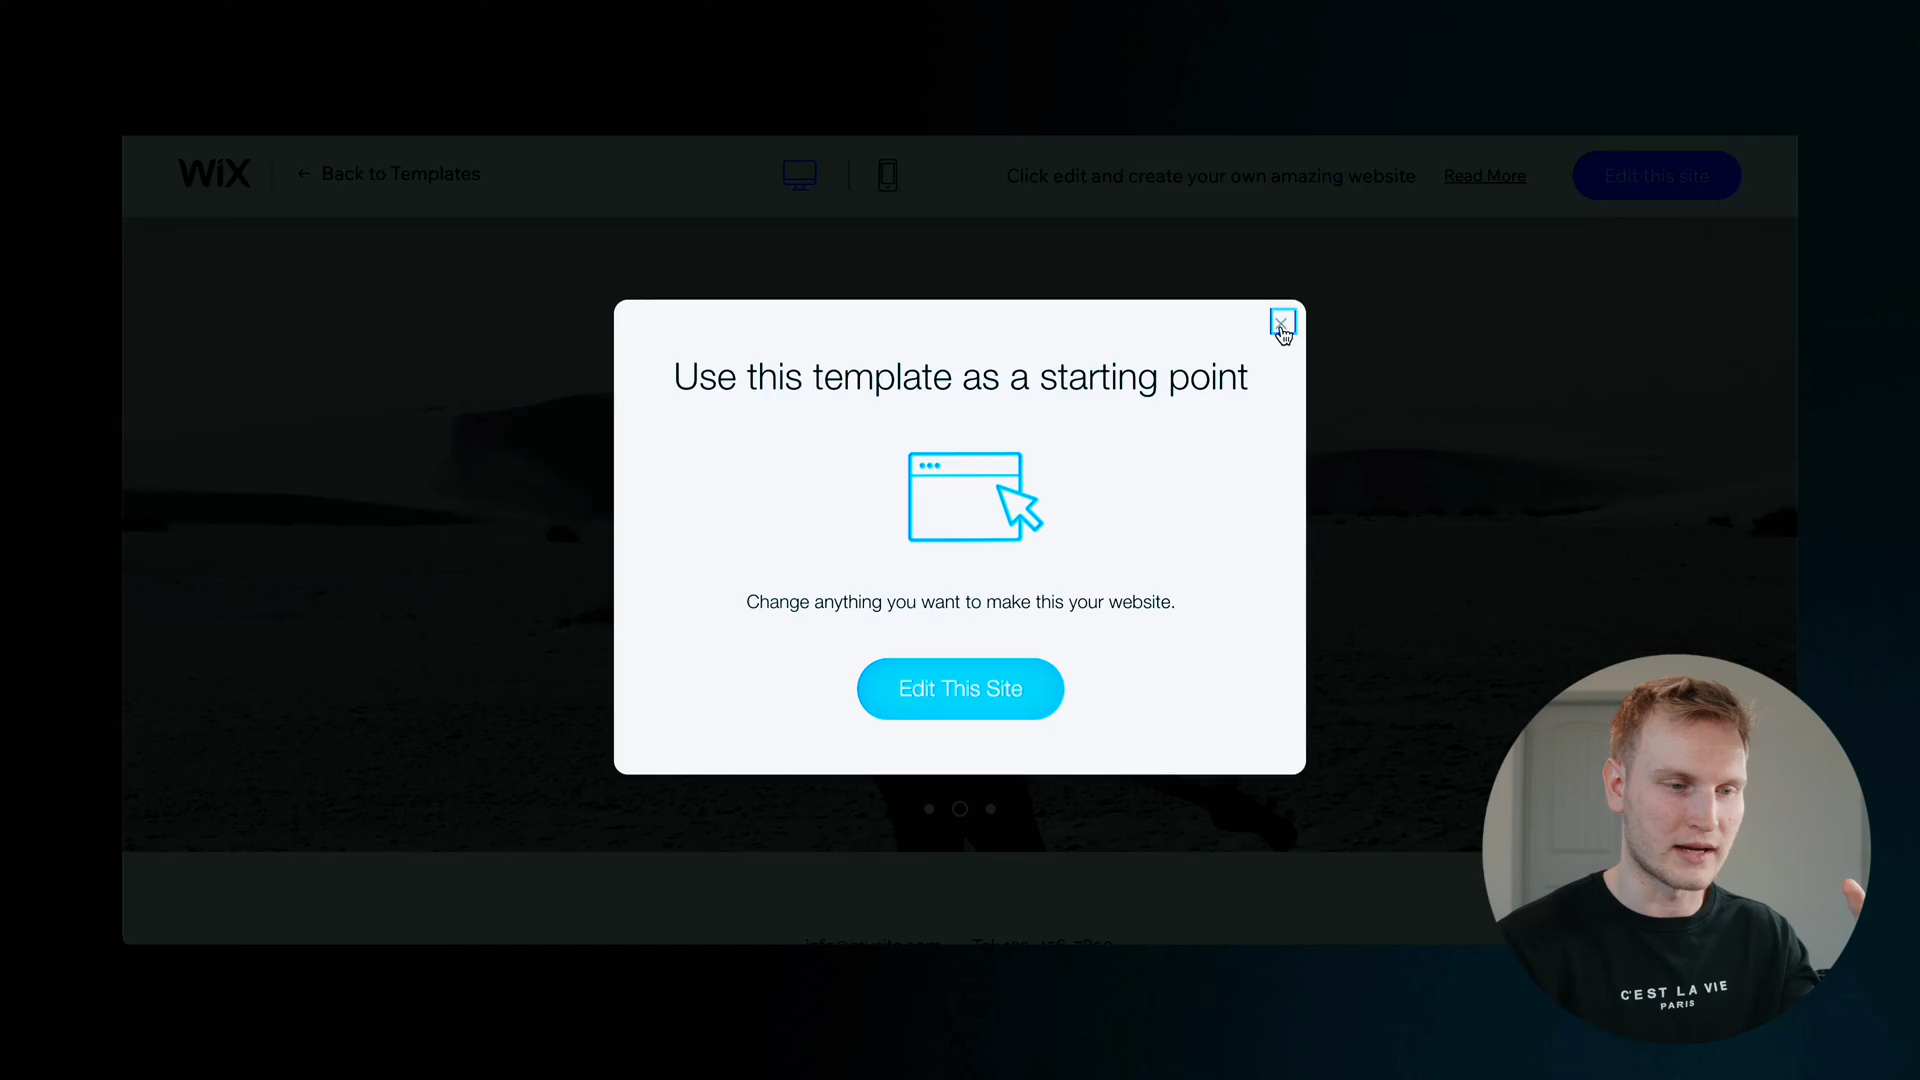 WiX
← Back to Templates
Click edit and create your own amazing website
Read More
Edit this site
Use this template as a starting point
Change anything you want to make this your website.
Edit This Site
C'EST LA VIE
PARIS